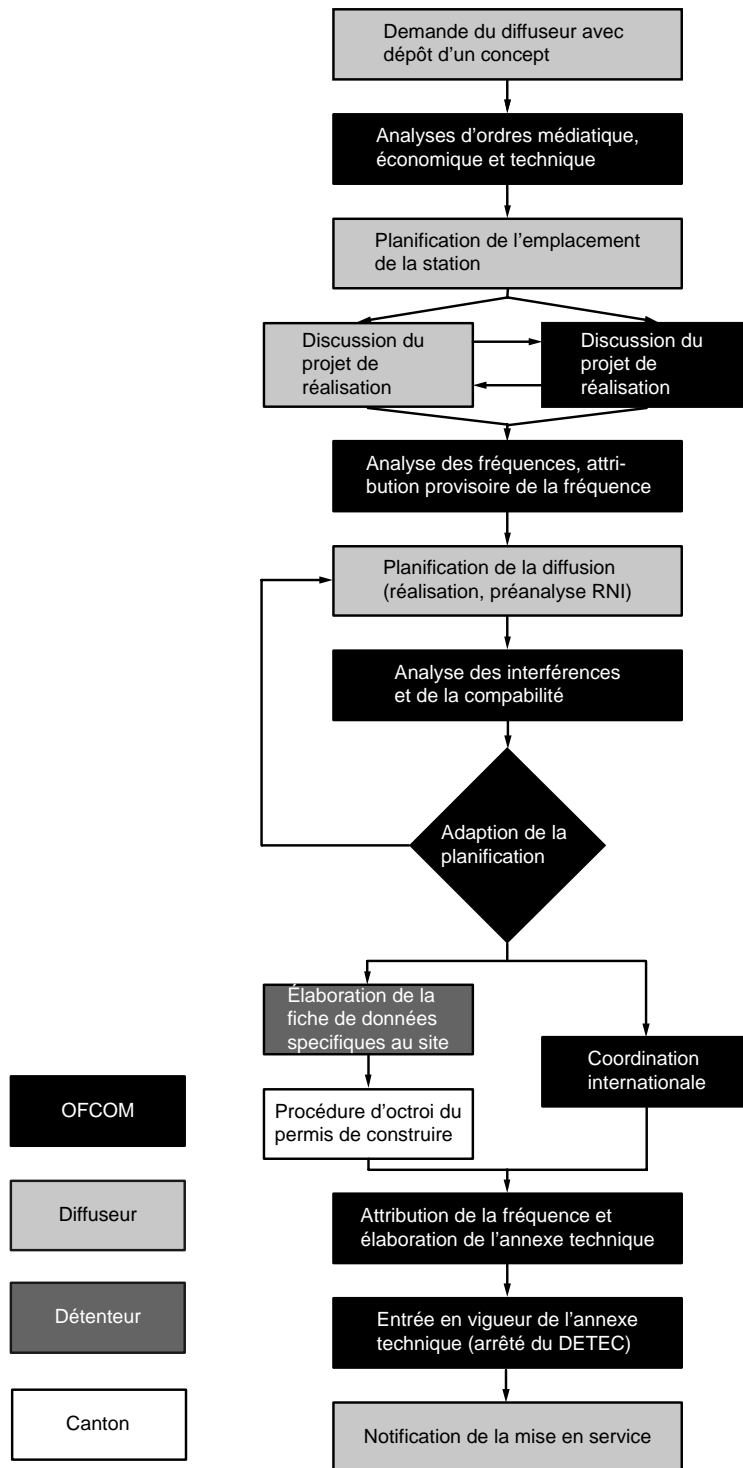 Demande du diffuseur avec
dépôt d'un concept
Analyses d'ordres médiatique,
économique et technique
Planification de l'emplacement
de la station
Discussion du
projet de
réalisation
Discussion du
projet de
réalisation
Analyse des fréquences, attri-
bution provisoire de la fréquence
Planification de la diffusion
(réalisation, préanalyse RNI)
Analyse des interférences
et de la compabilité
Adaption de la
planification
Élaboration de la
fiche de données
specifiques au site
Coordination
internationale
Procédure d'octroi du
permis de construire
Attribution de la fréquence et
élaboration de l'annexe technique
Entrée en vigueur de l'annexe
technique (arrêté du DETEC)
Notification de la mise en service
OFCOM
Diffuseur
Détenteur
Canton